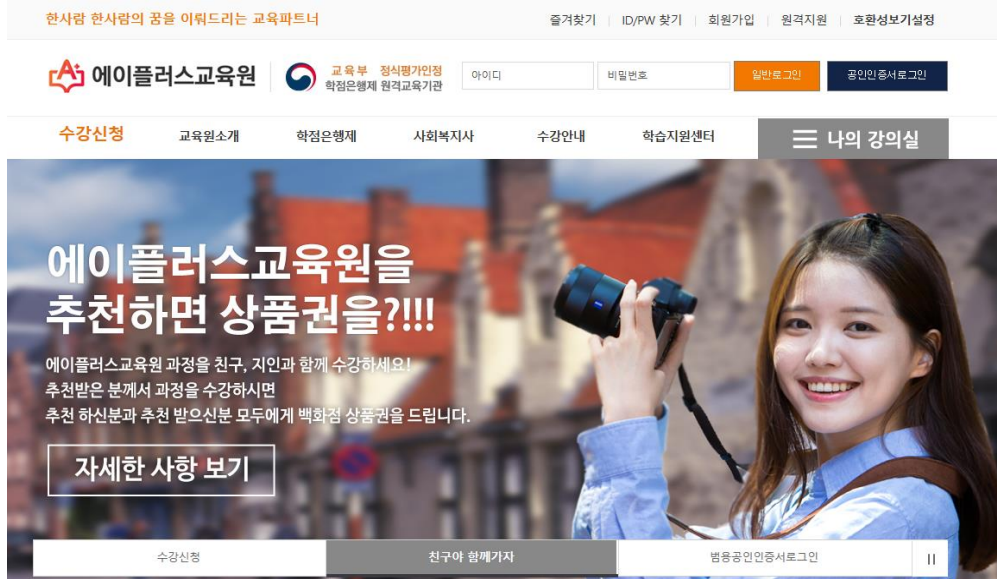 한사람 한사람의 꿈을 이뤄드리는 교육파트너
즐겨찾기 | ID/PW 찾기 | 회원가입 | 원격지원 | 호환성보기설정
A+ 에이플러스교육원
교육부 정식평가인정
학점은행제 원격교육기관
아이디
비밀번호
일반로그인
공인인증서로그인
수강신청
교육원소개
학점은행제
사회복지사
수강안내
학습지원센터
나의 강의실
에이플러스교육원을
추천하면 상품권을?!!!
에이플러스교육원 과정을 친구, 지인과 함께 수강하세요!
추천받은 분께서 과정을 수강하시면
추천 하신분과 추천 받으신분 모두에게 백화점 상품권을 드립니다.
자세한 사항 보기
수강신청
친구야 함께가자
범용공인인증서로그인